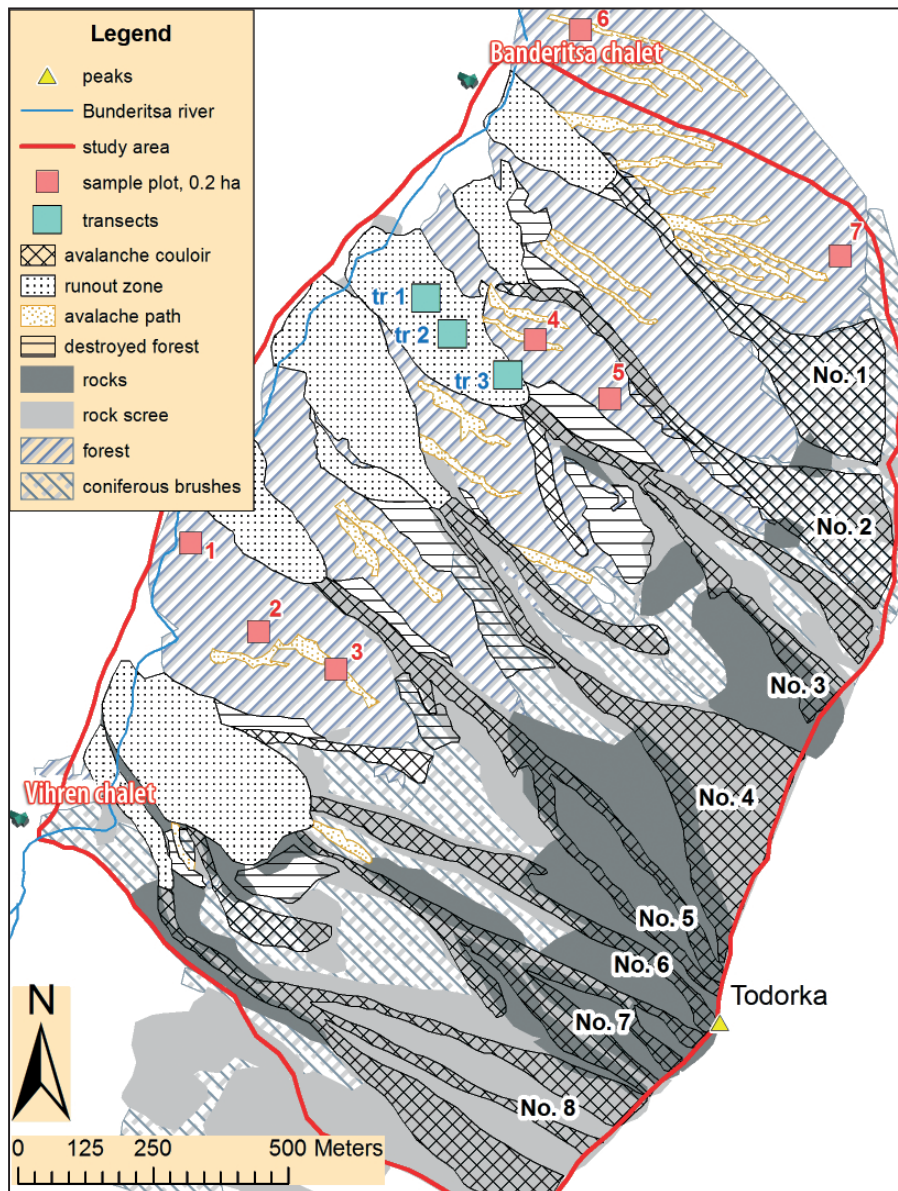 Legend
peaks
Bunderitsa river
study area
sample plot, 0.2 ha
transects
avalanche couloir
runout zone
avalache path
destroyed forest
rocks
rock scree
forest
coniferous brushes
6
Banderitsa chalet
7
tr 1
tr 2
4
tr 3
5
No. 1
No. 2
1
2
3
No. 3
Vihren chalet
No. 4
No. 5
No. 6
Todorka
No. 7
No. 8
N
0 125 250 500 Meters